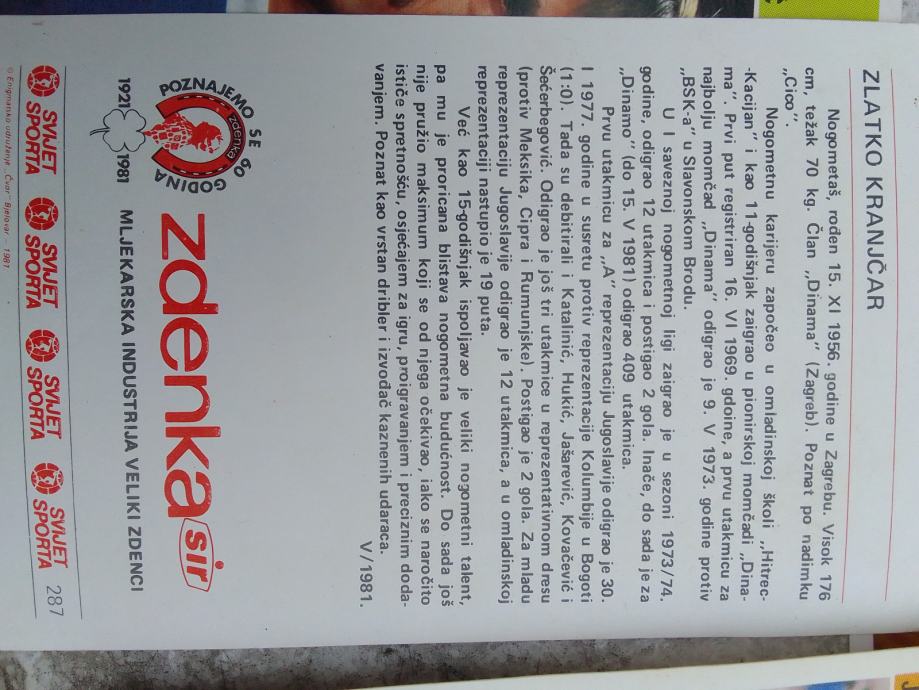 ZLATKO KRANJČAR
Nogometaš, rođen 15. XI 1956. godine u Zagrebu. Visok 176
cm, težak 70 kg. Član „Dinama” (Zagreb). Poznat po nadimku
„Cico”.
Nogometnu karijeru započeo u omladinskoj školi „Hitrec-
-Kacijan” i kao 11-godišnjak zaigrao u pionirskoj momčadi „Dina-
ma”. Prvi put registriran 16. VI 1969. gdoine, a prvu utakmicu za
najbolju momčad „Dinama” odigrao je 9. V 1973. godine protiv
„BSK-a” u Slavonskom Brodu.
U I saveznoj nogometnoj ligi zaigrao je u sezoni 1973/74.
godine, odigrao 12 utakmica i postigao 2 gola. Inače, do sada je za
„Dinamo” (do 15. V 1981) odigrao 409 utakmica.
Prvu utakmicu za „A” reprezentaciju Jugoslavije odigrao je 30.
I 1977. godine u susretu protiv reprezentacije Kolumbije u Bogoti
(1:0). Tada su debitirali i Katalinić, Hukić, Jašarević, Kovačević i
Šećerbegović. Odigrao je još tri utakmice u reprezentativnom dresu
(protiv Meksika, Cipra i Rumunjske). Postigao je 2 gola. Za mladu
reprezentaciju Jugoslavije odigrao je 12 utakmica, a u omladinskoj
reprezentaciji nastupio je 19 puta.
Već kao 15-godišnjak ispoljavao je veliki nogometni talent,
pa mu je proricana blistava nogometna budućnost. Do sada još
nije pružio maksimum koji se od njega očekivao, iako se naročito
ističe spretnošću, osjećajem za igru, proigravanjem i preciznim doda-
vanjem. Poznat kao vrstan dribler i izvođač kaznenih udaraca.
V/1981.
POZNAJEMO SE 60 GODINA
zdenka
1921 1981
zdenka sir
MLJEKARSKA INDUSTRIJA VELIKI ZDENCI
SVIJET SPORTA SVIJET SPORTA SVIJET SPORTA SVIJET SPORTA 287
© Enigmatsko udruženje „Čvor” Bjelovar – 1981